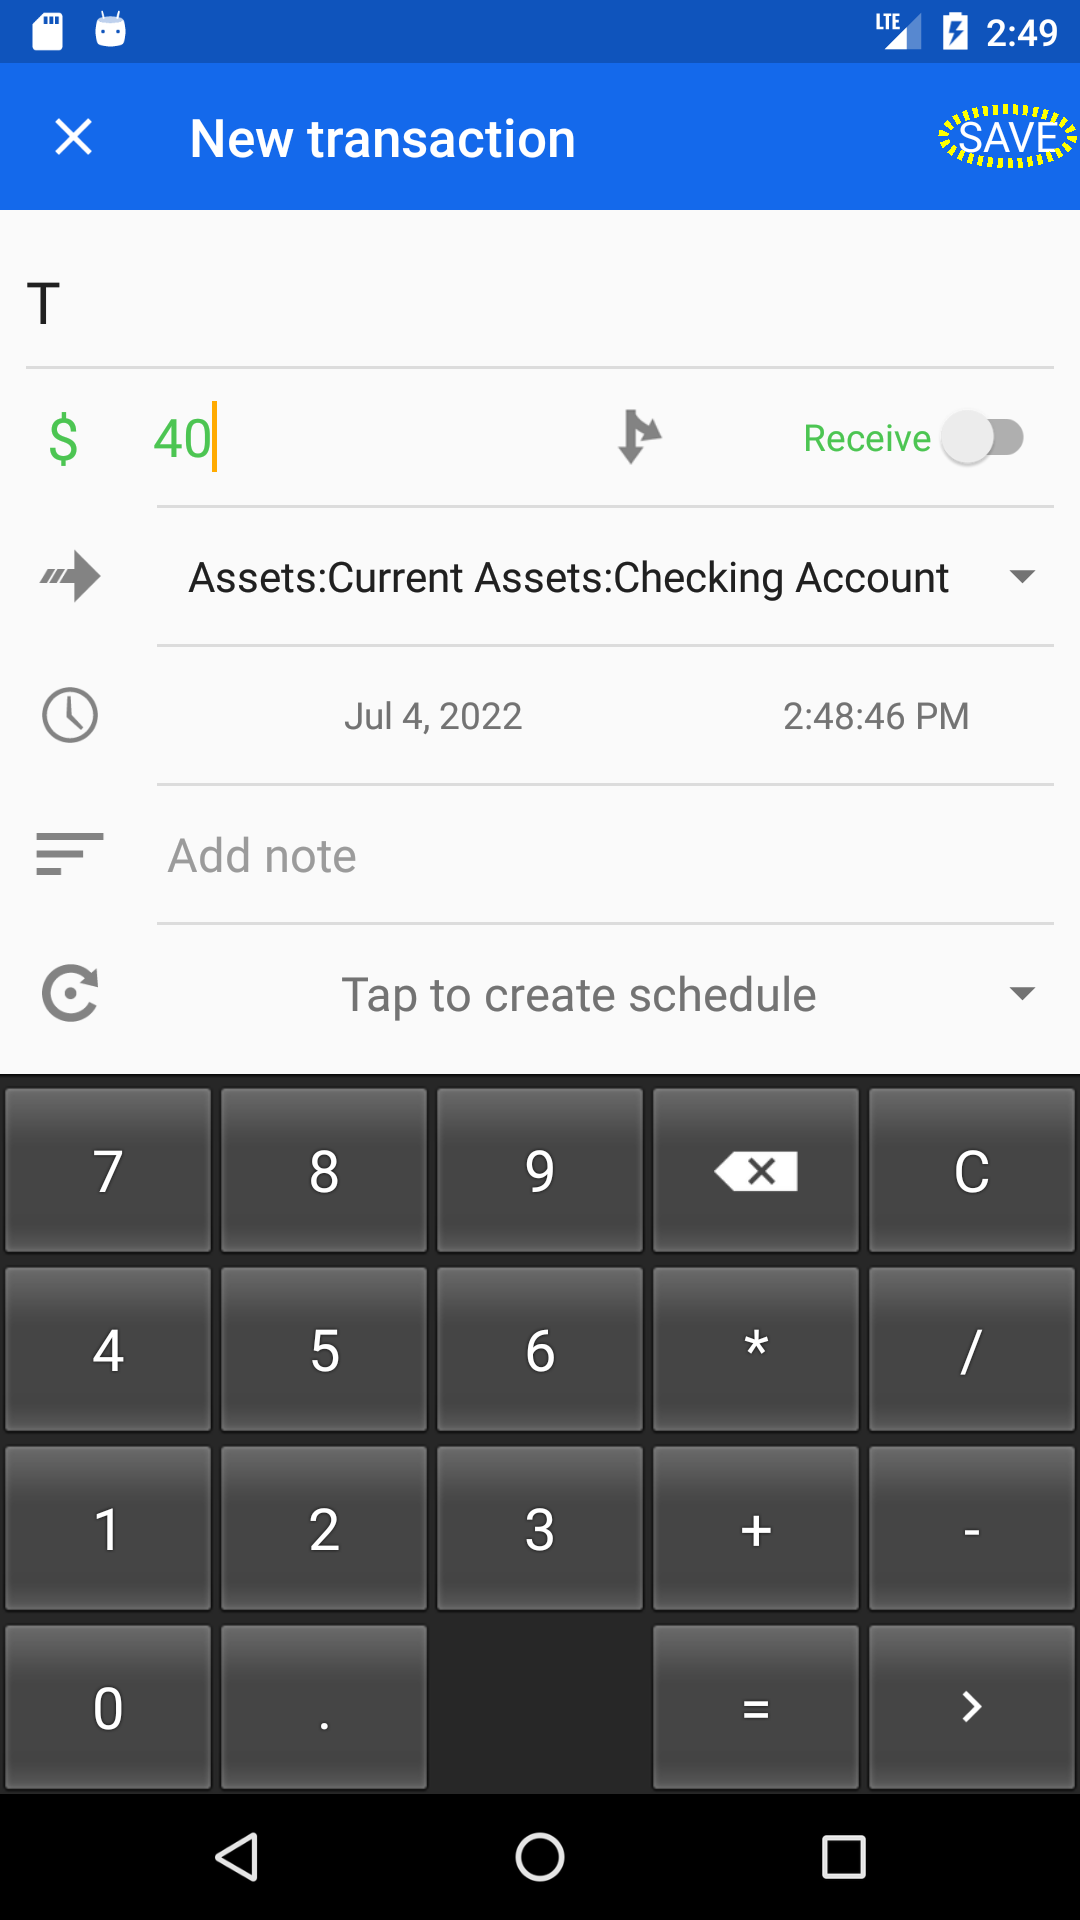 LTE 2:49
New transaction SAVE
T
$ 40 Receive
Assets:Current Assets:Checking Account
Jul 4, 2022 2:48:46 PM
Add note
Tap to create schedule
7 8 9 C
4 5 6 * /
1 2 3 + -
0 . = >